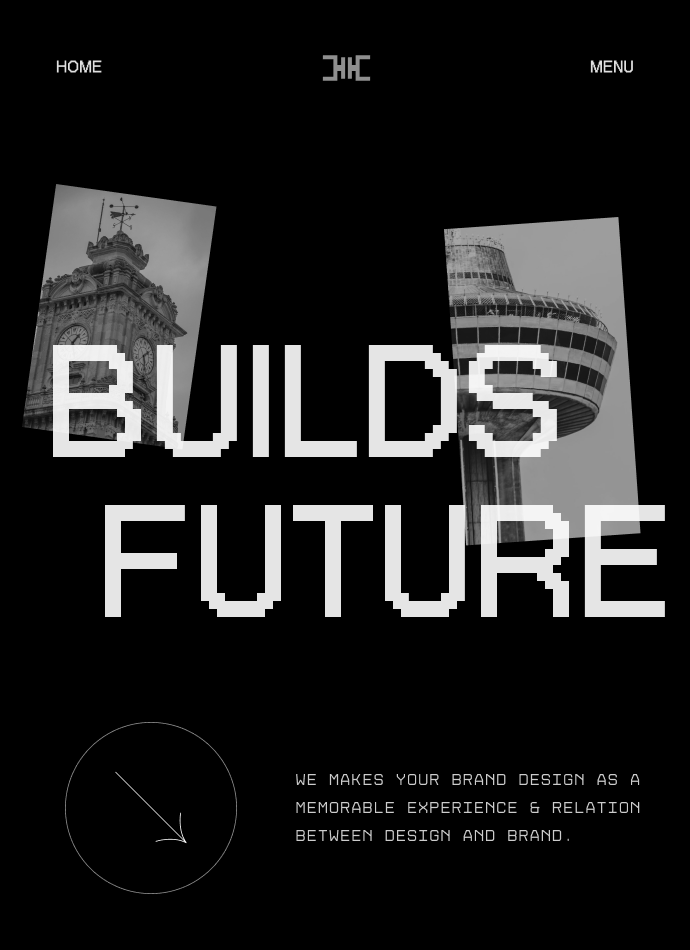 HOME
MENU
BUILDS
FUTURE
WE MAKES YOUR BRAND DESIGN AS A
MEMORABLE EXPERIENCE & RELATION
BETWEEN DESIGN AND BRAND.